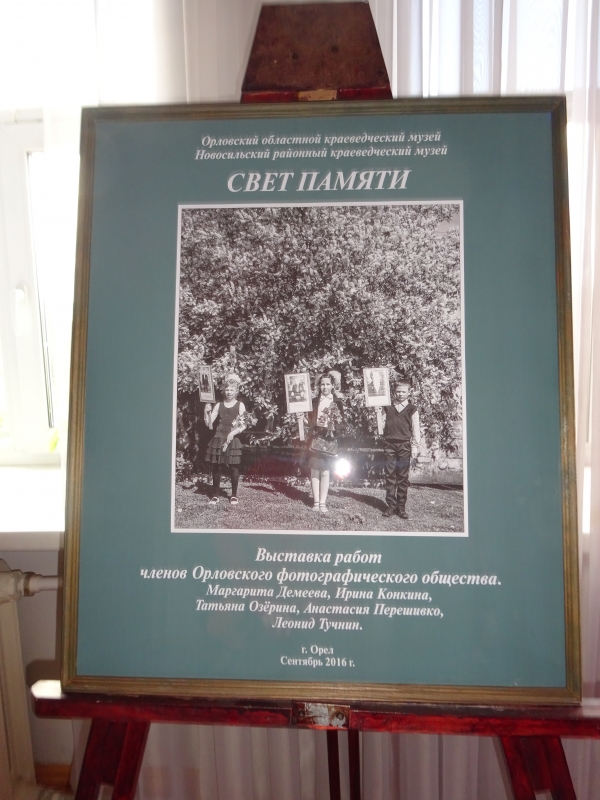 Орловский областной краеведческий музей
Новосильский районный краеведческий музей
СВЕТ ПАМЯТИ
Выставка работ
членов Орловского фотографического общества.
Маргарита Демеева, Ирина Конкина,
Татьяна Озёрина, Анастасия Перешивко,
Леонид Тучнин.
г. Орел
Сентябрь 2016 г.